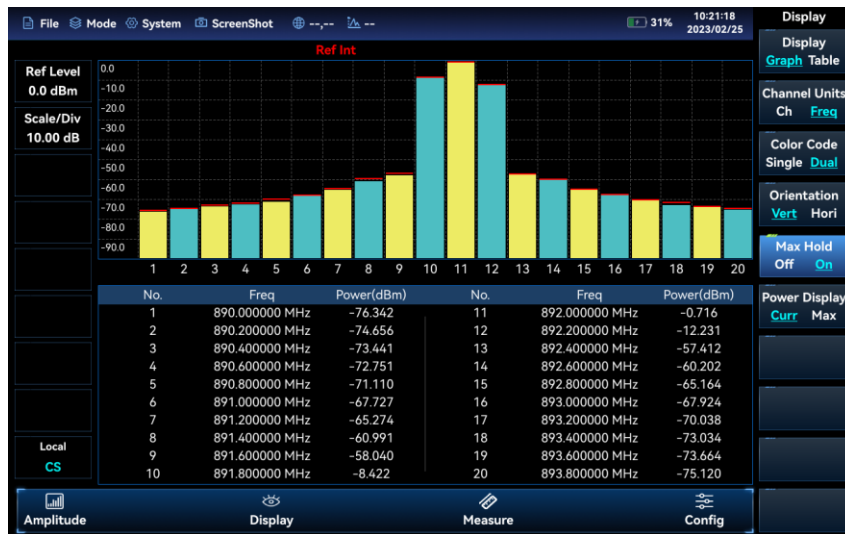 File Mode System ScreenShot --,-- -- 31% 10:21:18 2023/02/25
Ref Int
Ref Level
0.0 dBm
Scale/Div
10.00 dB
Local
CS
0.0
-10.0
-20.0
-30.0
-40.0
-50.0
-60.0
-70.0
-80.0
-90.0
1 2 3 4 5 6 7 8 9 10 11 12 13 14 15 16 17 18 19 20
No. Freq Power(dBm) No. Freq Power(dBm)
1 890.000000 MHz -76.342 11 892.000000 MHz -0.716
2 890.200000 MHz -74.656 12 892.200000 MHz -12.231
3 890.400000 MHz -73.441 13 892.400000 MHz -57.412
4 890.600000 MHz -72.751 14 892.600000 MHz -60.202
5 890.800000 MHz -71.110 15 892.800000 MHz -65.164
6 891.000000 MHz -67.727 16 893.000000 MHz -67.924
7 891.200000 MHz -65.274 17 893.200000 MHz -70.038
8 891.400000 MHz -60.991 18 893.400000 MHz -73.034
9 891.600000 MHz -58.040 19 893.600000 MHz -73.664
10 891.800000 MHz -8.422 20 893.800000 MHz -75.120
Display
Display
Graph Table
Channel Units
Ch Freq
Color Code
Single Dual
Orientation
Vert Hori
Max Hold
Off On
Power Display
Curr Max
Amplitude Display Measure Config